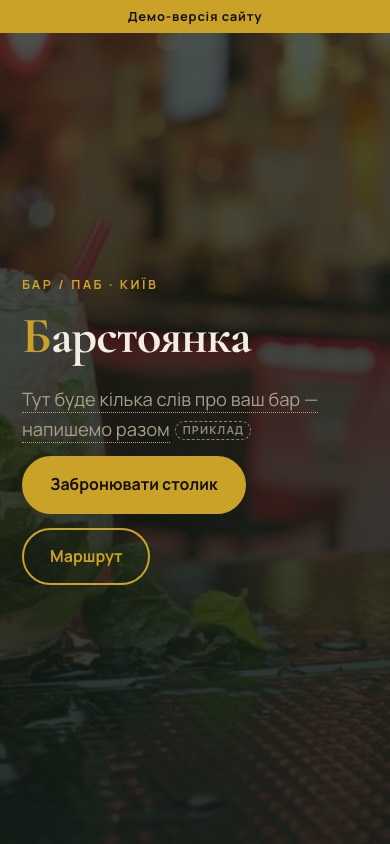 Демо-версія сайту
БАР / ПАБ · КИЇВ
Барстоянка
Тут буде кілька слів про ваш бар —
напишемо разом ПРИКЛАД
Забронювати столик
Маршрут